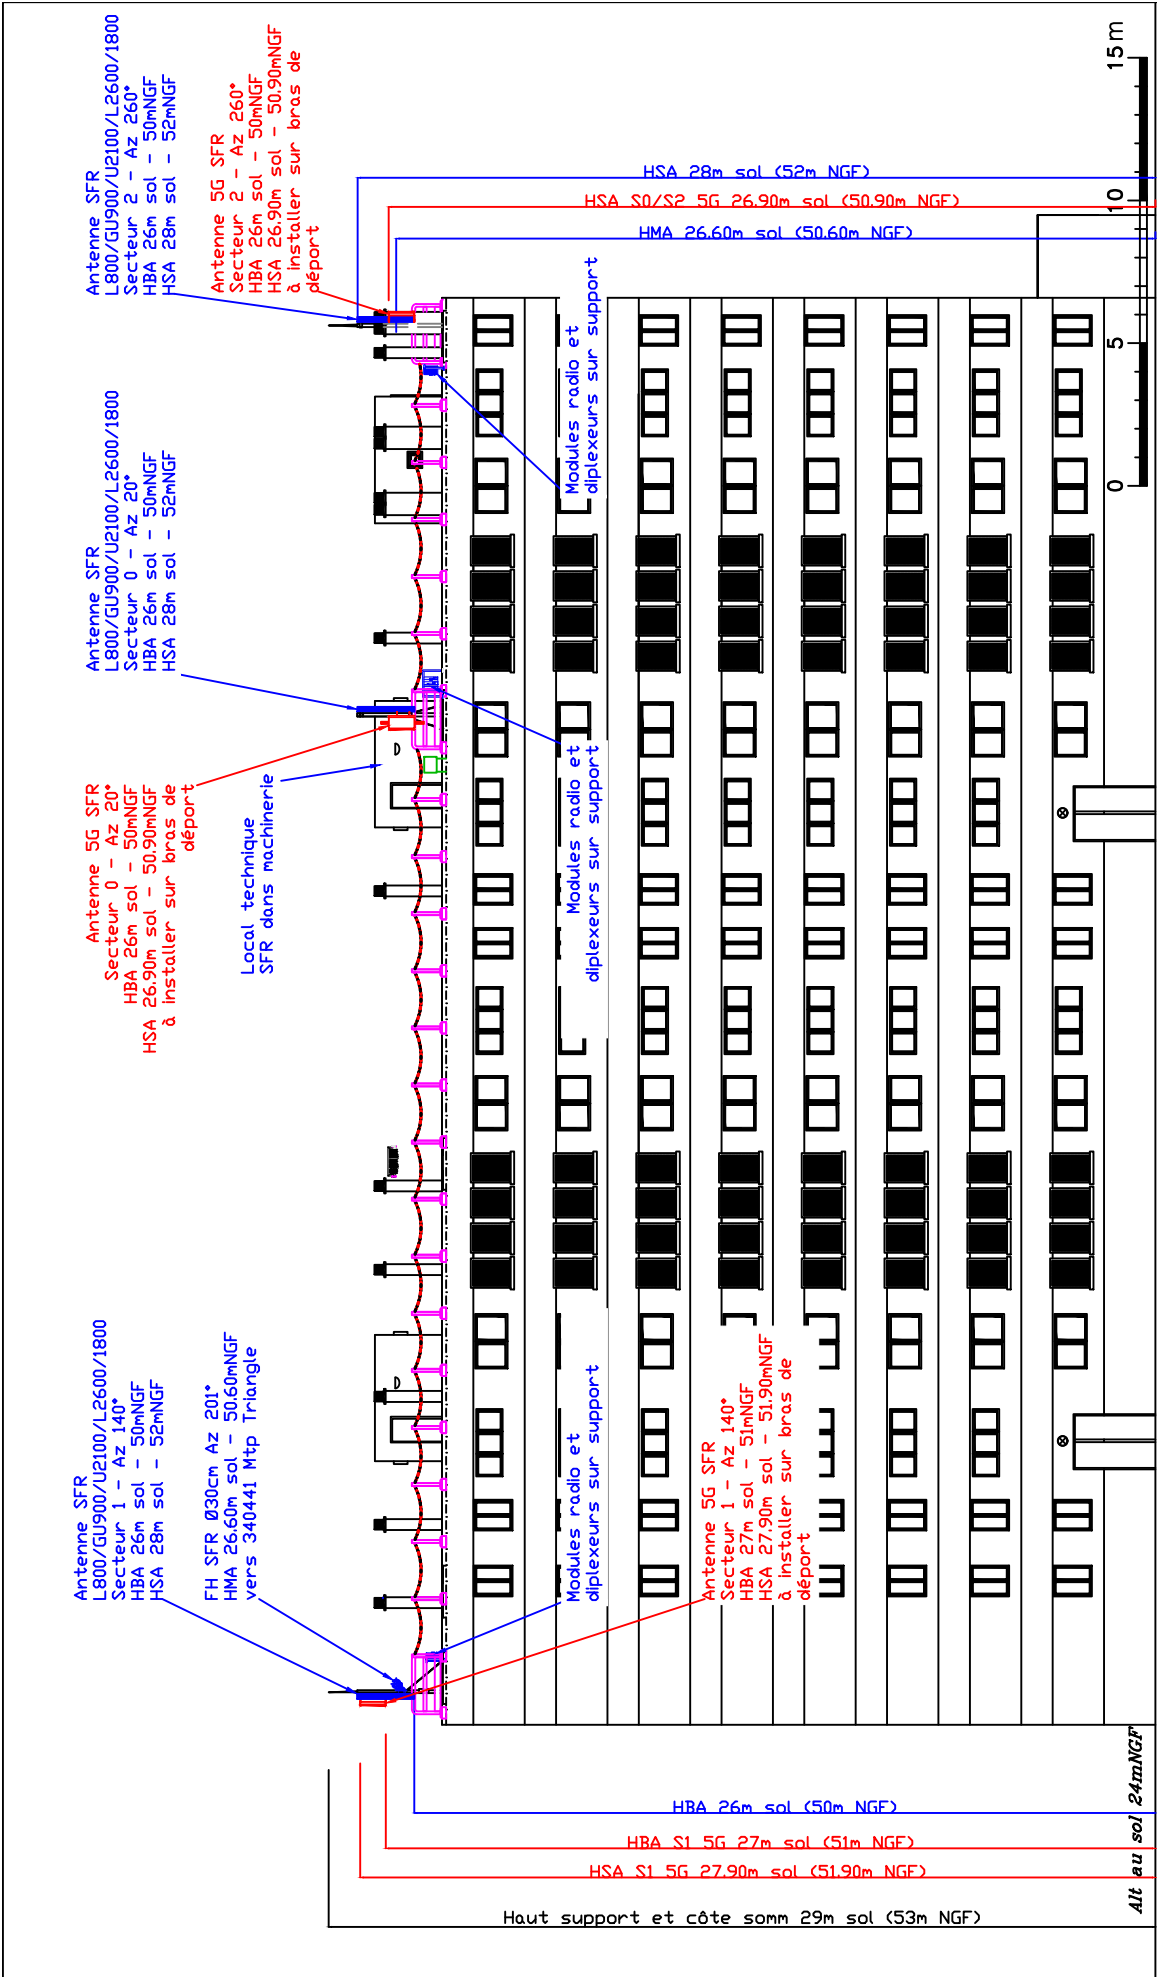 Antenne SFR
L800/GU900/U2100/L2600/1800
Secteur 1 - Az 140°
HBA 26m sol - 50mNGF
HSA 28m sol - 52mNGF
FH SFR Ø30cm Az 201°
HMA 26.60m sol - 50.60mNGF
vers 340441 Mtp Triangle
Antenne 5G SFR
Secteur 0 - Az 20°
HBA 26m sol - 50mNGF
HSA 26.90m sol - 50.90mNGF
à installer sur bras de
déport
Local technique
SFR dans machinerie
Antenne SFR
L800/GU900/U2100/L2600/1800
Secteur 0 - Az 20°
HBA 26m sol - 50mNGF
HSA 28m sol - 52mNGF
Antenne SFR
L800/GU900/U2100/L2600/1800
Secteur 2 - Az 260°
HBA 26m sol - 50mNGF
HSA 28m sol - 52mNGF
Antenne 5G SFR
Secteur 2 - Az 260°
HBA 26m sol - 50mNGF
HSA 26.90m sol - 50.90mNGF
à installer sur bras de
déport
Modules radio et
diplexeurs sur support
Modules radio et
diplexeurs sur support
Modules radio et
diplexeurs sur support
Antenne 5G SFR
Secteur 1 - Az 140°
HBA 27m sol - 51mNGF
HSA 27.90m sol - 51.90mNGF
à installer sur bras de
déport
Haut support et côte somm 29m sol (53m NGF)
HSA S1 5G 27.90m sol (51.90m NGF)
HBA S1 5G 27m sol (51m NGF)
HBA 26m sol (50m NGF)
HMA 26.60m sol (50.60m NGF)
HSA S0/S2 5G 26.90m sol (50.90m NGF)
HSA 28m sol (52m NGF)
Alt au sol 24mNGF
0 5 10 15m